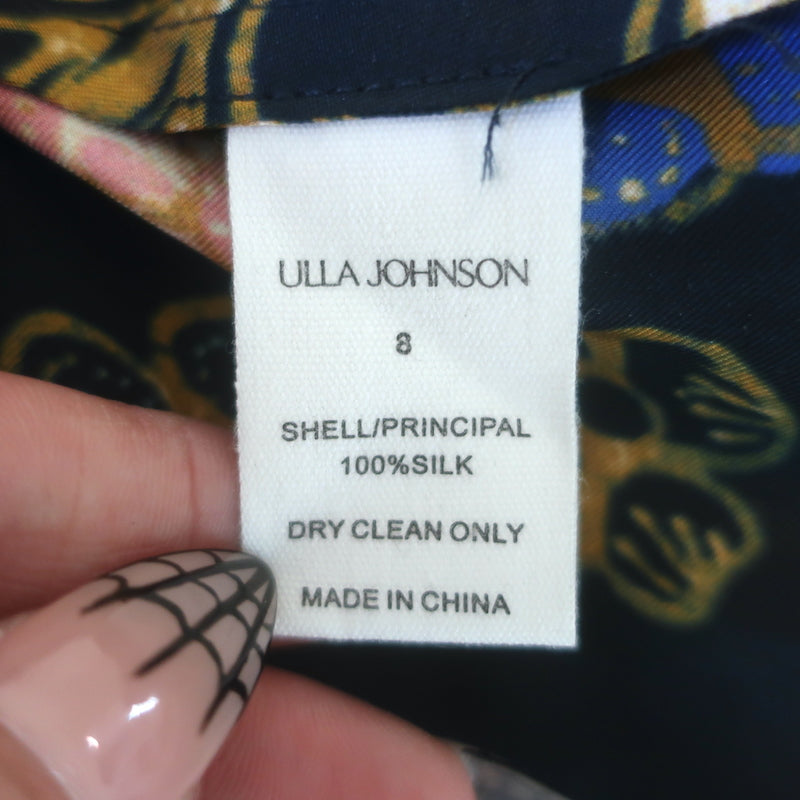 ULLA JOHNSON
8
SHELL/PRINCIPAL
100%SILK
DRY CLEAN ONLY
MADE IN CHINA